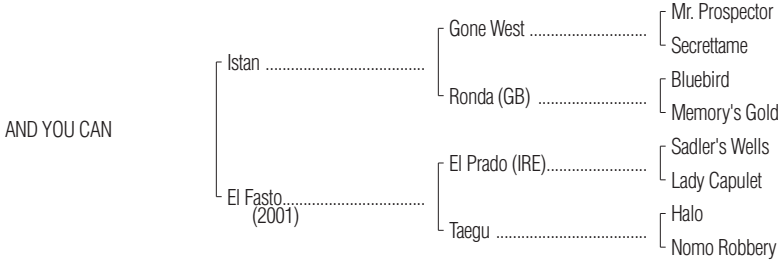 Mr. Prospector
Gone West
Secrettame
Istan
Bluebird
Ronda (GB)
Memory's Gold
AND YOU CAN
Sadler's Wells
El Prado (IRE)
Lady Capulet
El Fasto
(2001)
Halo
Taegu
Nomo Robbery